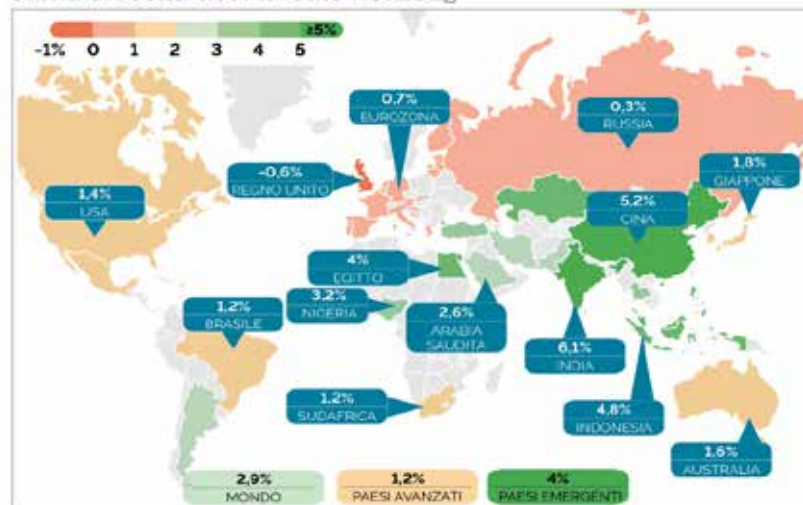 ≥5%
-1% 0 1 2 3 4 5
0,7%
EUROZONA
0,3%
RUSSIA
-0,6%
REGNO UNITO
1,8%
GIAPPONE
1,4%
USA
5,2%
CINA
4%
EGITTO
3,2%
NIGERIA
1,2%
BRASILE
2,6%
ARABIA
SAUDITA
6,1%
INDIA
1,2%
SUDAFRICA
4,8%
INDONESIA
1,6%
AUSTRALIA
2,9%
MONDO
1,2%
PAESI AVANZATI
4%
PAESI EMERGENTI